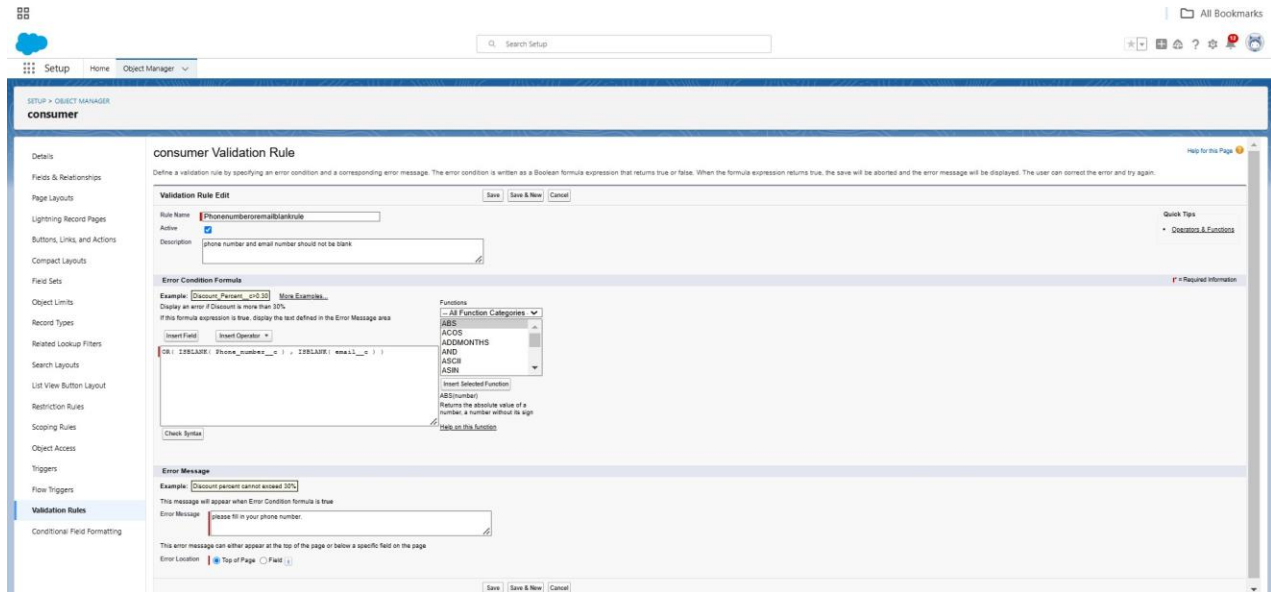 All Bookmarks
Search Setup
10
Setup Home Object Manager
SETUP > OBJECT MANAGER
consumer
Details
Fields & Relationships
Page Layouts
Lightning Record Pages
Buttons, Links, and Actions
Compact Layouts
Field Sets
Object Limits
Record Types
Related Lookup Filters
Search Layouts
List View Button Layout
Restriction Rules
Scoping Rules
Object Access
Triggers
Flow Triggers
Validation Rules
Conditional Field Formatting
consumer Validation Rule
Help for this Page
Define a validation rule by specifying an error condition and a corresponding error message. The error condition is written as a Boolean formula expression that returns true or false. When the formula expression returns true, the save will be aborted and the error message will be displayed. The user can correct the error and try again.
Validation Rule Edit Save Save & New Cancel
Rule Name Phonenumberoremailblankrule
Active
Description phone number and email number should not be blank
Quick Tips
• Operators & Functions
Error Condition Formula = Required Information
Example: Discount_Percent__c>0.30 More Examples...
Display an error if Discount is more than 30%
If this formula expression is true, display the text defined in the Error Message area
Insert Field Insert Operator
OR( ISBLANK( Phone_number__c ) , ISBLANK( email__c ) )
Check Syntax
Functions
-- All Function Categories --
ABS
ACOS
ADDMONTHS
AND
ASCII
ASIN
Insert Selected Function
ABS(number)
Returns the absolute value of a
number, a number without its sign
Help on this function
Error Message
Example: Discount percent cannot exceed 30%
This message will appear when Error Condition formula is true
Error Message please fill in your phone number.
This error message can either appear at the top of the page or below a specific field on the page
Error Location Top of Page Field i
Save Save & New Cancel